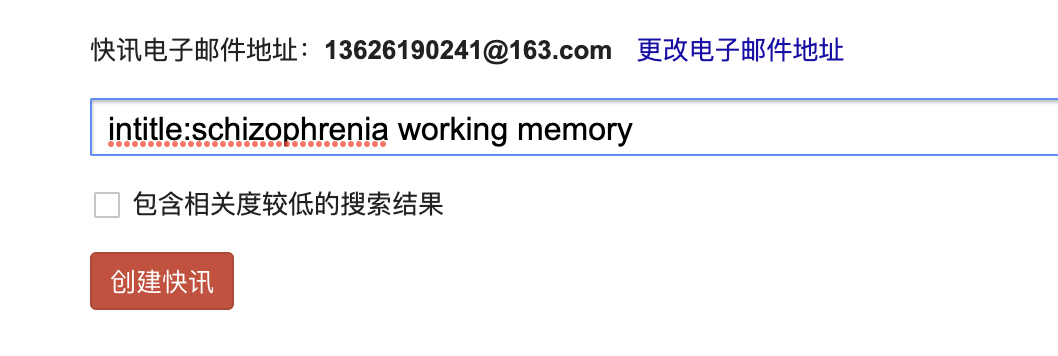 快讯电子邮件地址：13626190241@163.com 更改电子邮件地址
intitle:schizophrenia working memory
包含相关度较低的搜索结果
创建快讯